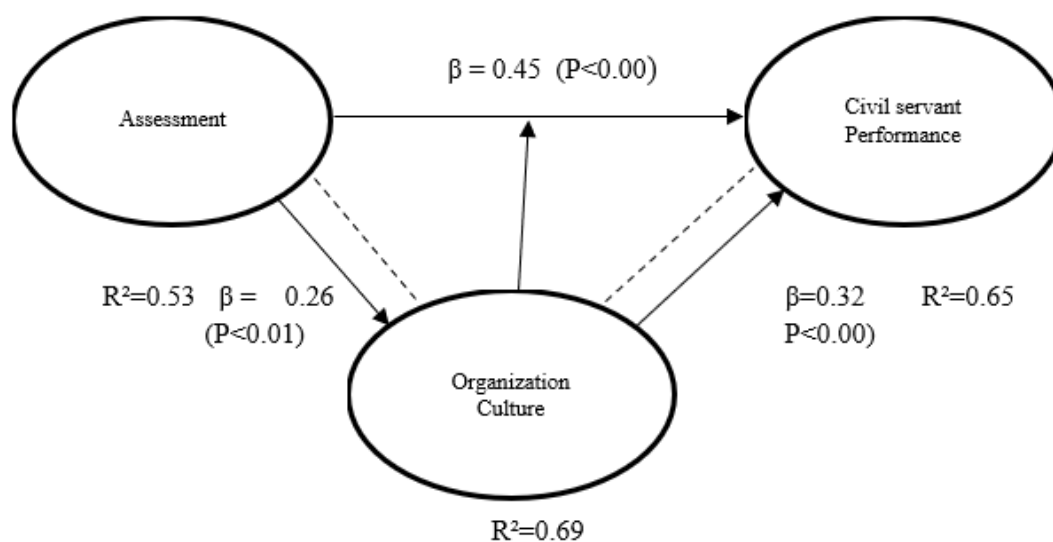 β = 0.45 (P<0.00)
Assessment
Civil servant
Performance
R²=0.53 β = 0.26
(P<0.01)
β=0.32 R²=0.65
P<0.00)
Organization
Culture
R²=0.69